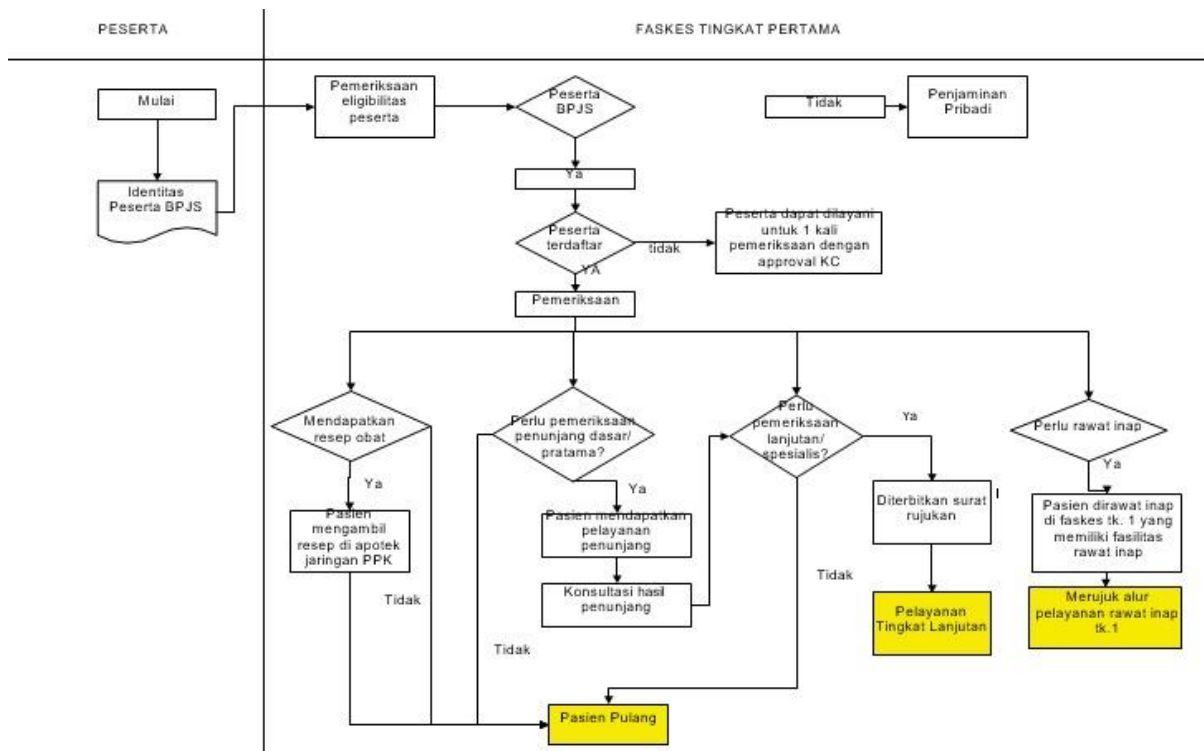 PESERTA
FASKES TINGKAT PERTAMA
Mulai
Pemeriksaan
eligibilitas
peserta
Peserta
BPJS
Tidak
Penjaminan
Pribadi
Identitas
Peserta BPJS
Ya
Peserta
terdaftar
tidak
Peserta dapat dilayani
untuk 1 kali
pemeriksaan dengan
approval KC
YA
Pemeriksaan
Mendapatkan
resep obat
Perlu pemeriksaan
penunjang dasar/
pratama?
Perlu
pemeriksaan
lanjutan/
spesialis?
Ya
Perlu rawat inap
Ya
Ya
Ya
Pasien
mengambil
resep di apotek
jaringan PPK
Pasien mendapatkan
pelayanan
penunjang
Diterbitkan surat
rujukan
Pasien dirawat inap
di faskes tk. 1 yang
memiliki fasilitas
rawat inap
Konsultasi hasil
penunjang
Tidak
Tidak
Pelayanan
Tingkat Lanjutan
Merujuk alur
pelayanan rawat inap
tk.1
Tidak
Pasien Pulang